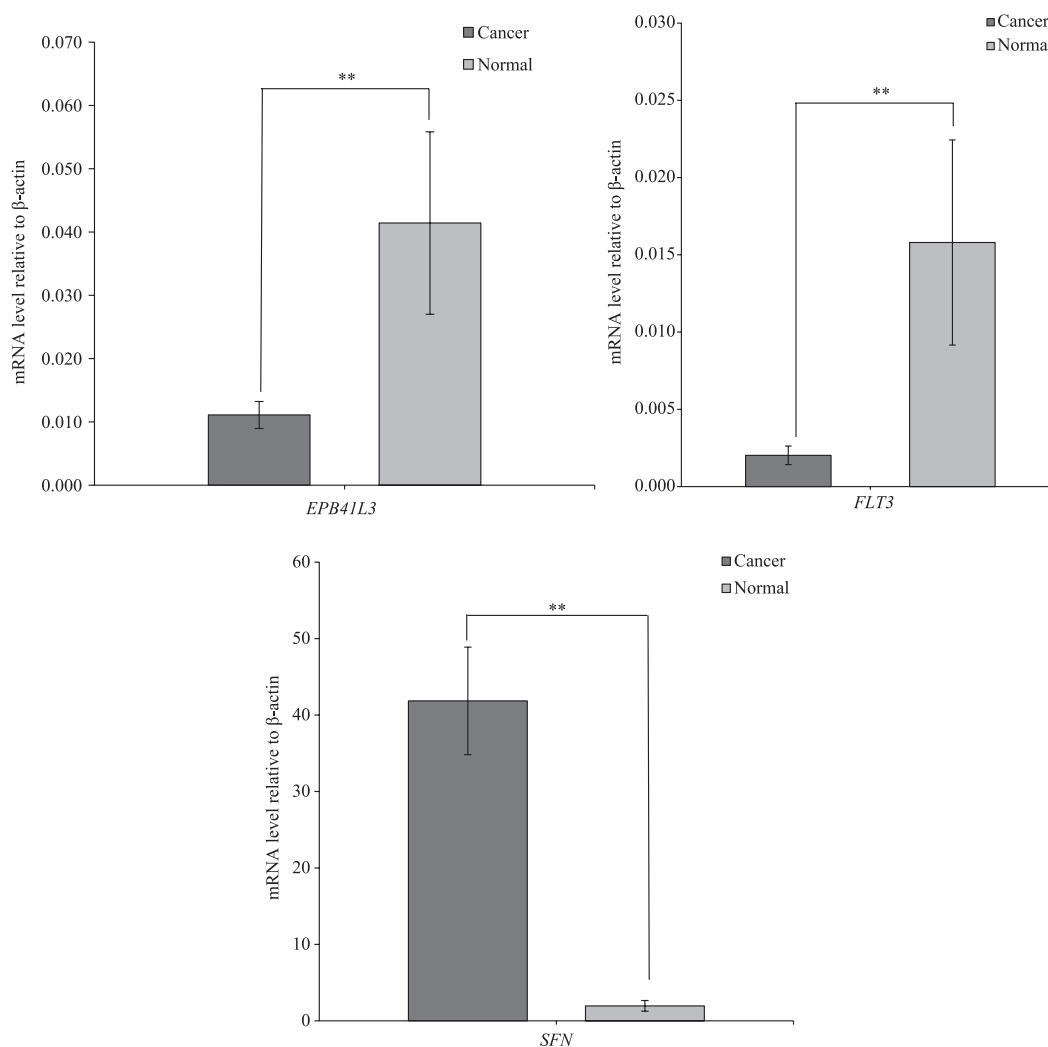 0.070
0.060
0.050
0.040
0.030
0.020
0.010
0.000
mRNA level relative to β-actin
Cancer
Normal
**
EPB41L3
0.030
0.025
0.020
0.015
0.010
0.005
0.000
mRNA level relative to β-actin
Cancer
Norma
**
FLT3
60
50
40
30
20
10
0
mRNA level relative to β-actin
Cancer
Normal
**
SFN